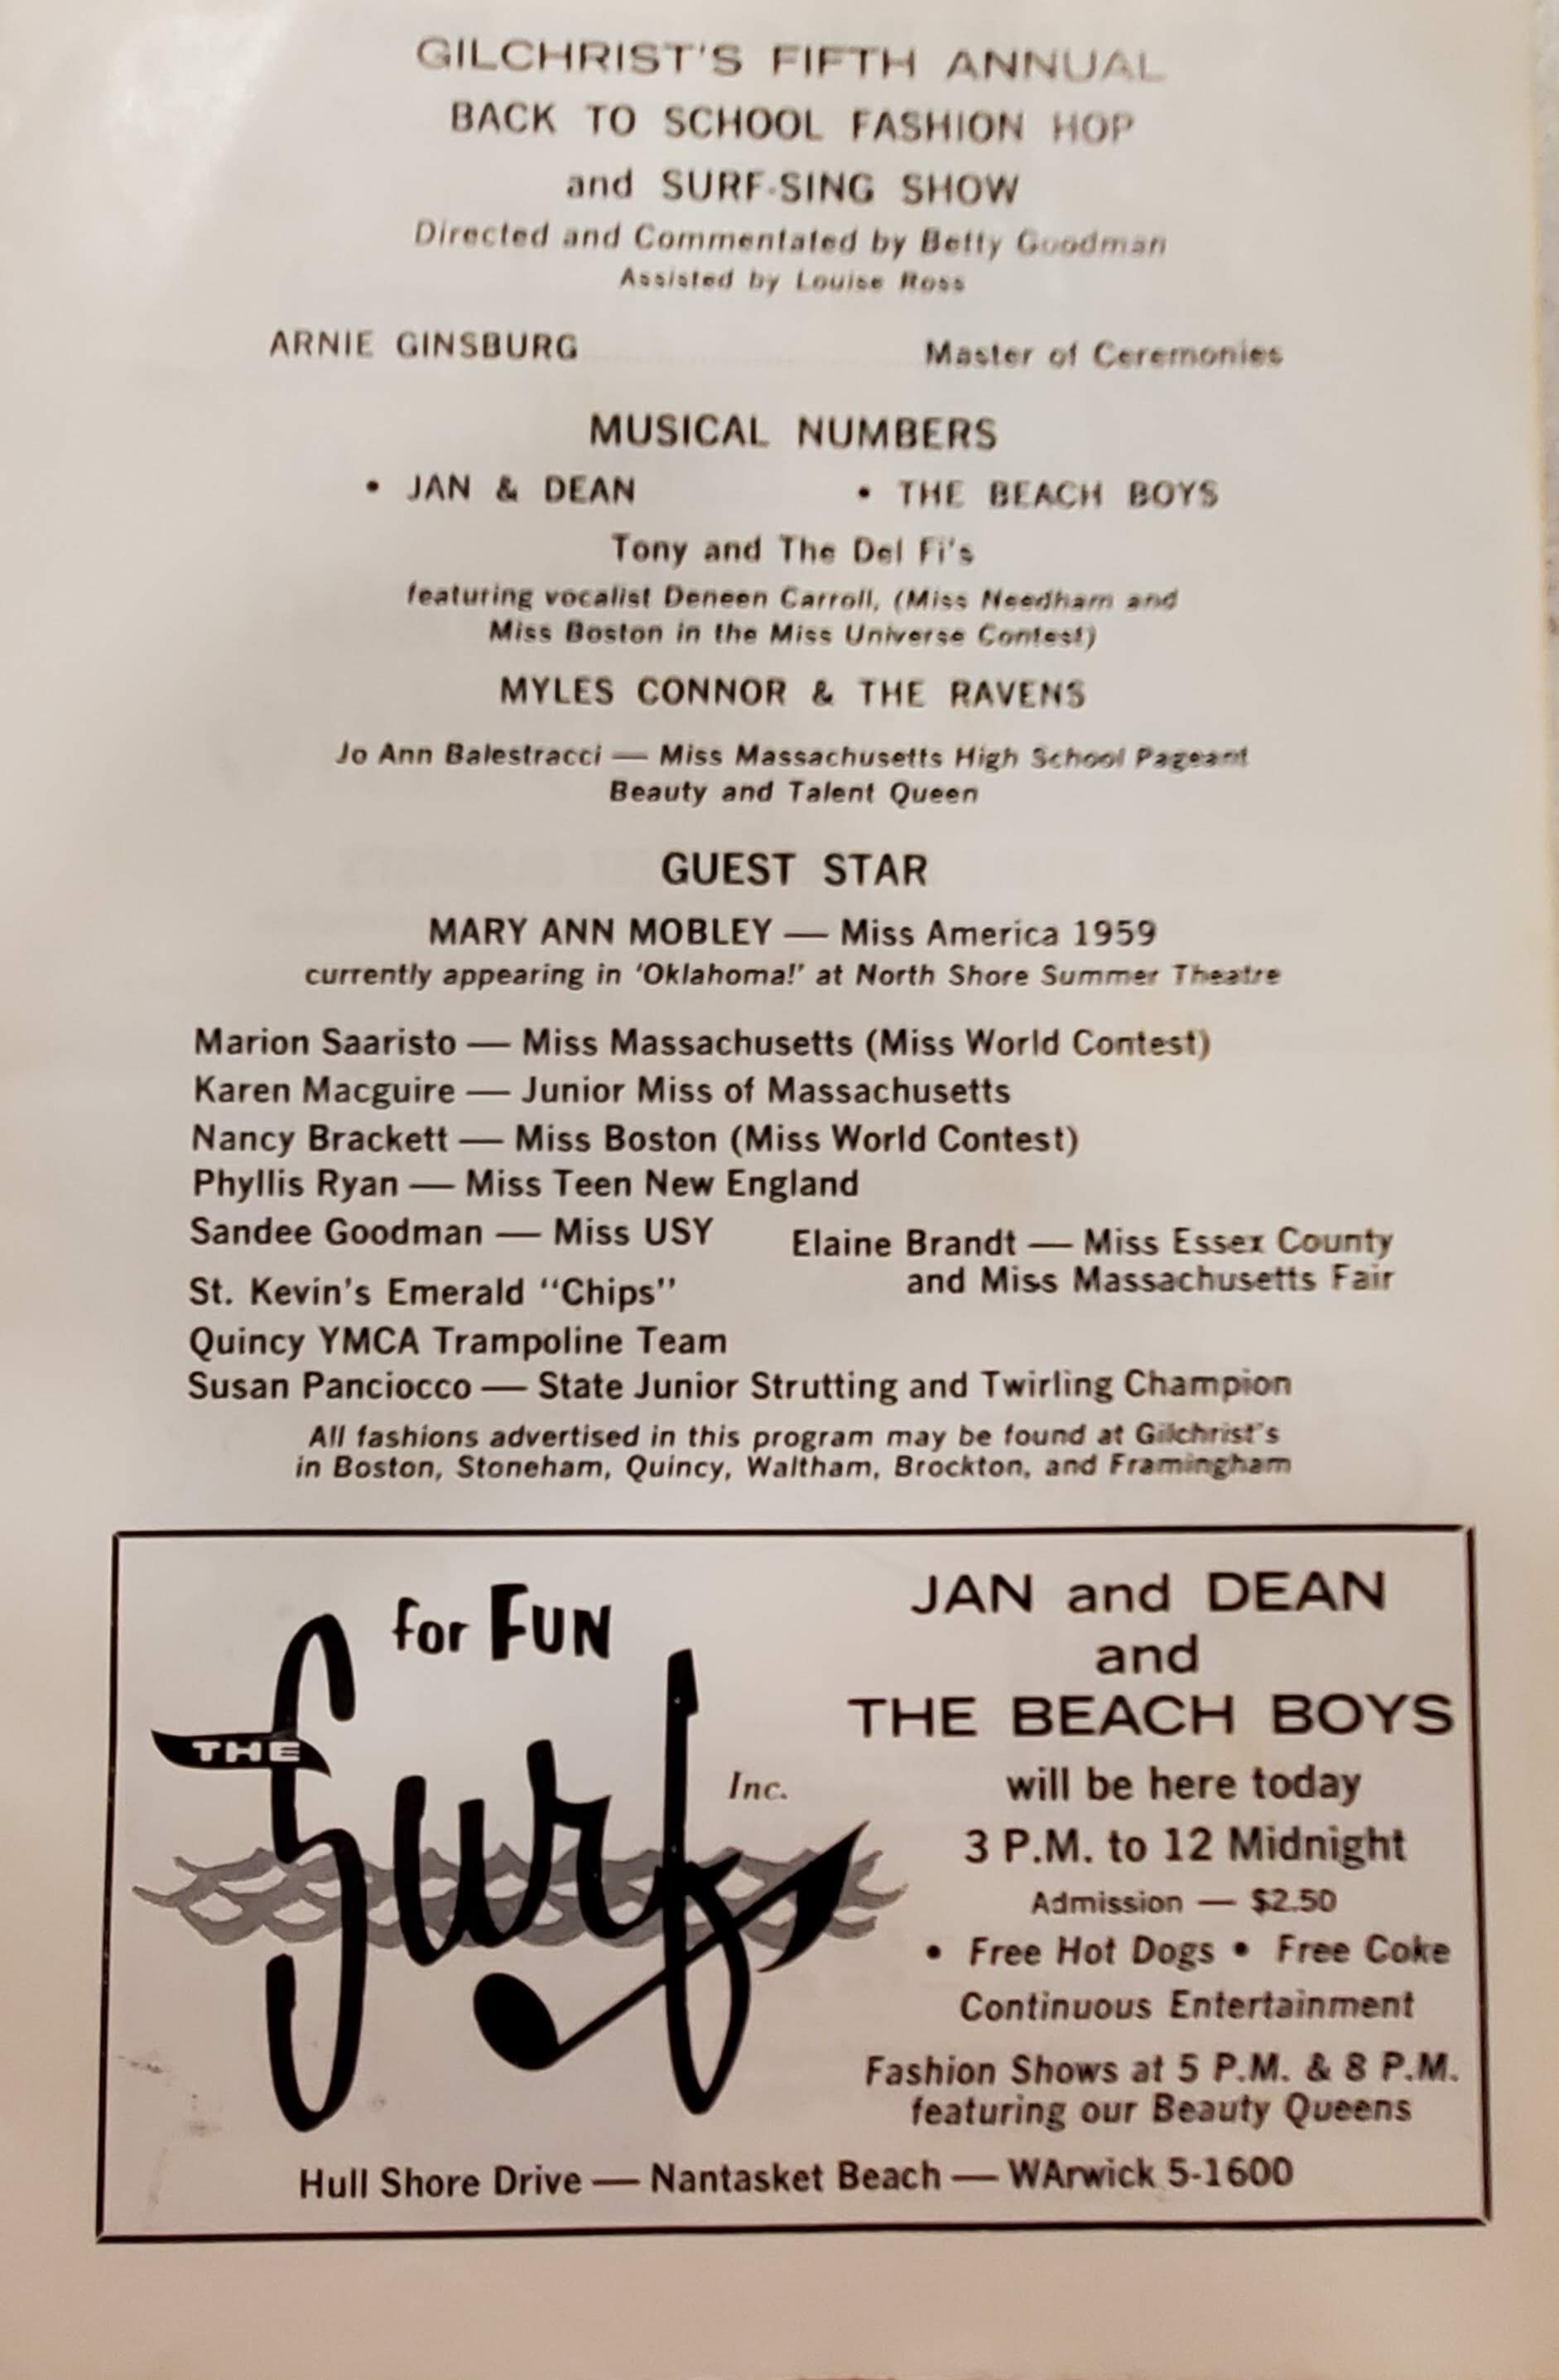 GILCHRIST'S FIFTH ANNUAL
BACK TO SCHOOL FASHION HOP
and SURF-SING SHOW
Directed and Commentated by Betty Goodman
Assisted by Louise Ross
ARNIE GINSBURG Master of Ceremonies
MUSICAL NUMBERS
• JAN & DEAN • THE BEACH BOYS
Tony and The Del Fi's
featuring vocalist Deneen Carroll, (Miss Needham and
Miss Boston in the Miss Universe Contest)
MYLES CONNOR & THE RAVENS
Jo Ann Balestracci — Miss Massachusetts High School Pageant
Beauty and Talent Queen
GUEST STAR
MARY ANN MOBLEY — Miss America 1959
currently appearing in 'Oklahoma!' at North Shore Summer Theatre
Marion Saaristo — Miss Massachusetts (Miss World Contest)
Karen Macguire — Junior Miss of Massachusetts
Nancy Brackett — Miss Boston (Miss World Contest)
Phyllis Ryan — Miss Teen New England
Sandee Goodman — Miss USY
Elaine Brandt — Miss Essex County
and Miss Massachusetts Fair
St. Kevin's Emerald "Chips"
Quincy YMCA Trampoline Team
Susan Panciocco — State Junior Strutting and Twirling Champion
All fashions advertised in this program may be found at Gilchrist's
in Boston, Stoneham, Quincy, Waltham, Brockton, and Framingham
for FUN
THE
Surf
Inc.
JAN and DEAN
and
THE BEACH BOYS
will be here today
3 P.M. to 12 Midnight
Admission — $2.50
• Free Hot Dogs • Free Coke
Continuous Entertainment
Fashion Shows at 5 P.M. & 8 P.M.
featuring our Beauty Queens
Hull Shore Drive — Nantasket Beach — WArwick 5-1600